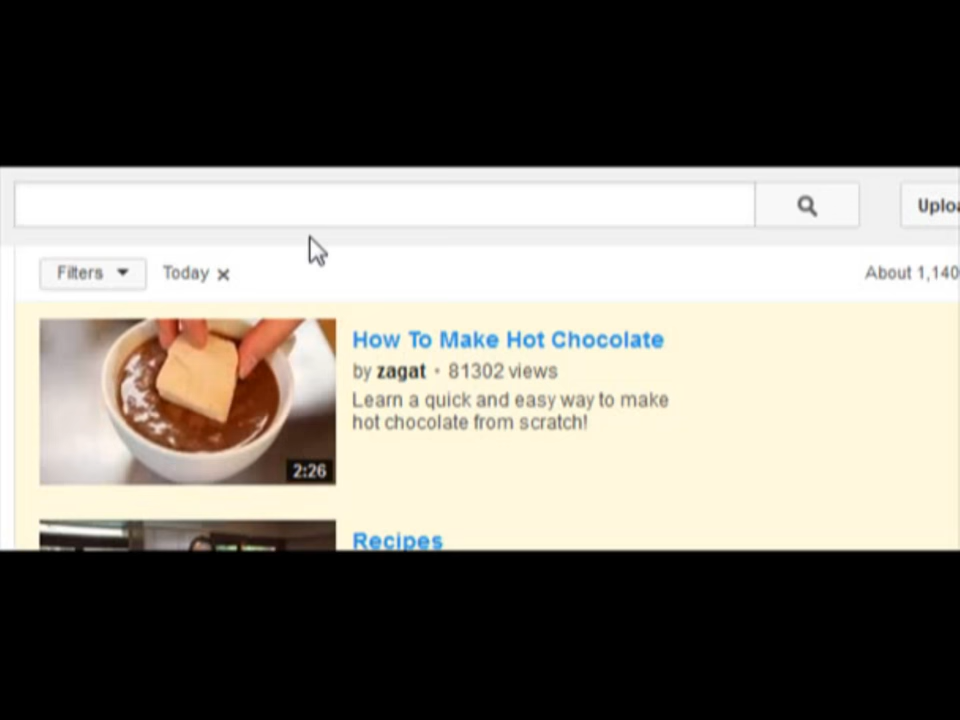 Uploa
Filters Today x
About 1,140
How To Make Hot Chocolate
by zagat • 81302 views
Learn a quick and easy way to make
hot chocolate from scratch!
2:26
Recipes